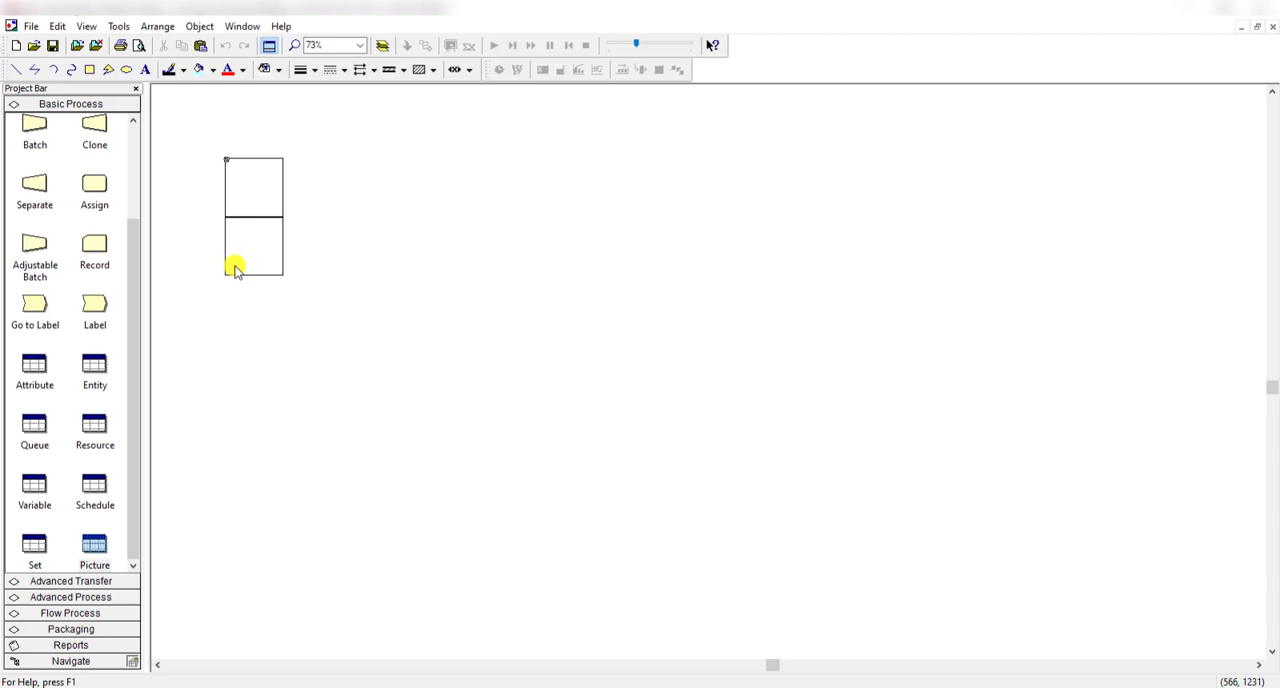 File Edit View Tools Arrange Object Window Help
73%
A A
Project Bar
Basic Process
Batch Clone
Separate Assign
Adjustable Batch Record
Go to Label Label
Attribute Entity
Queue Resource
Variable Schedule
Set Picture
Advanced Transfer
Advanced Process
Flow Process
Packaging
Reports
Navigate
For Help, press F1 (566, 1231)